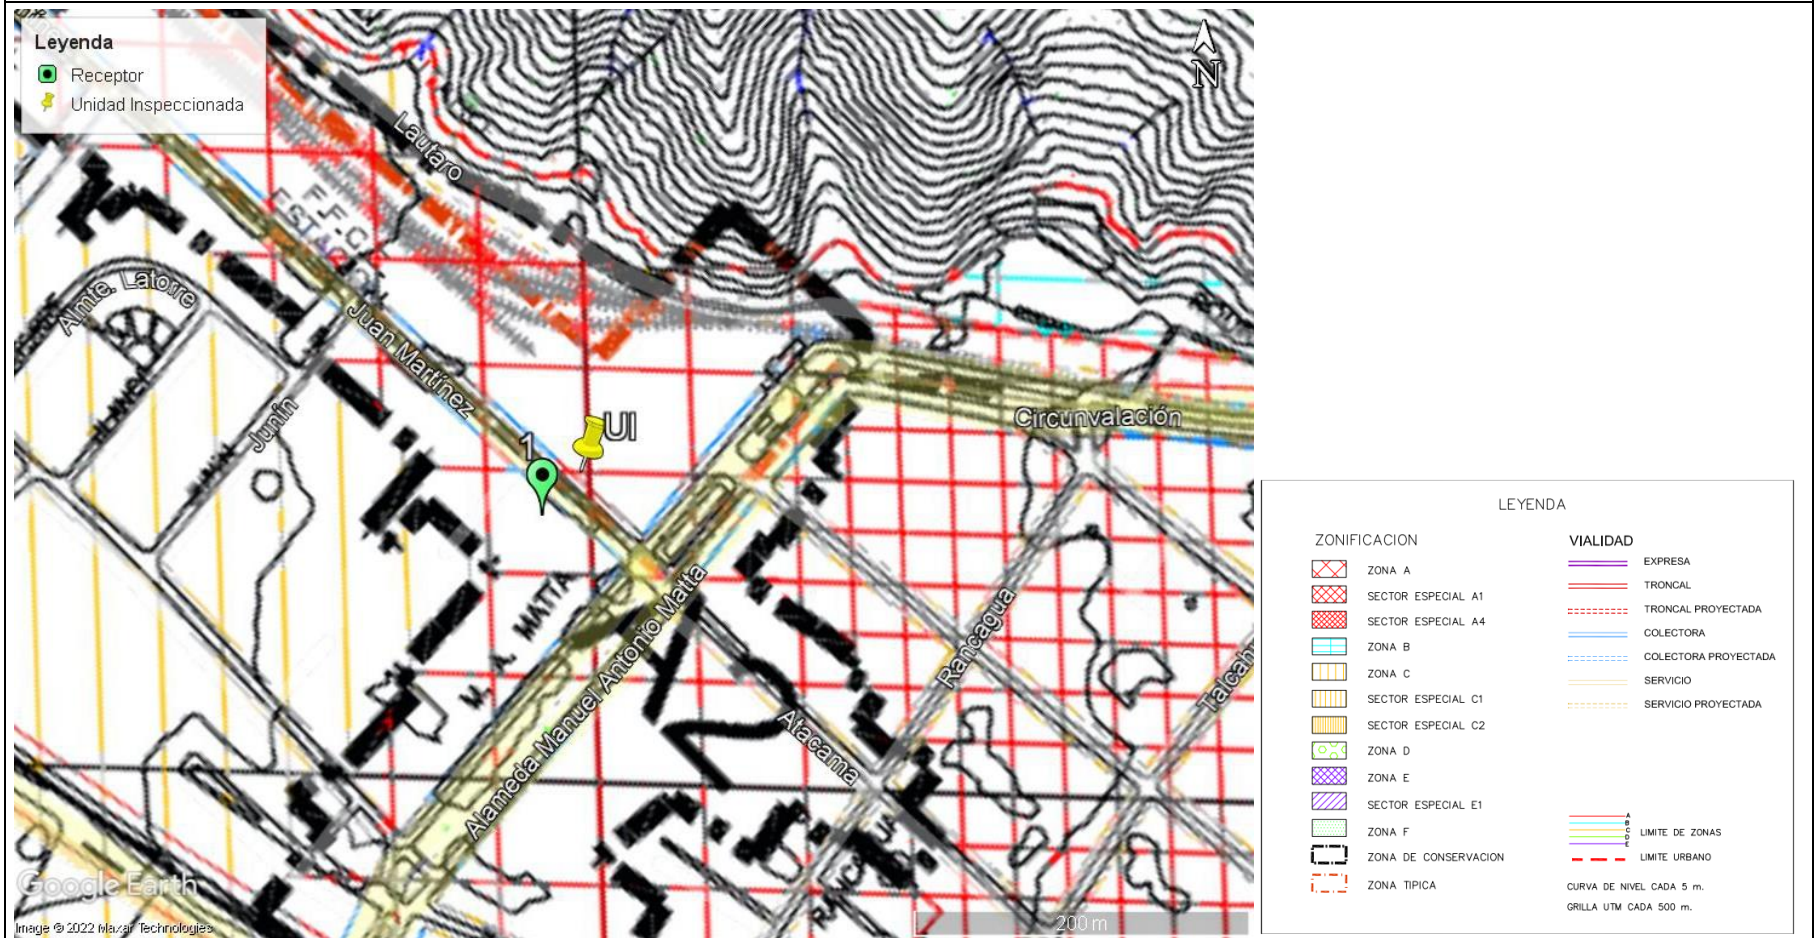 Leyenda
Receptor
Unidad Inspeccionada
N
Lautaro
F.F.C.C.
Almte. Latorre
Juan Martínez
Junín
JUNIN
1
UI
Circunvalación
M. A. MATTA
Alameda Manuel Antonio Matta
Rancagua
Atacama
Google Earth
Image © 2022 Maxar Technologies
200 m
LEYENDA
ZONIFICACION
ZONA A
SECTOR ESPECIAL A1
SECTOR ESPECIAL A4
ZONA B
ZONA C
SECTOR ESPECIAL C1
SECTOR ESPECIAL C2
ZONA D
ZONA E
SECTOR ESPECIAL E1
ZONA F
ZONA DE CONSERVACION
ZONA TIPICA
VIALIDAD
EXPRESA
TRONCAL
TRONCAL PROYECTADA
COLECTORA
COLECTORA PROYECTADA
SERVICIO
SERVICIO PROYECTADA
A
B
C
D
E
LIMITE DE ZONAS
LIMITE URBANO
CURVA DE NIVEL CADA 5 m.
GRILLA UTM CADA 500 m.